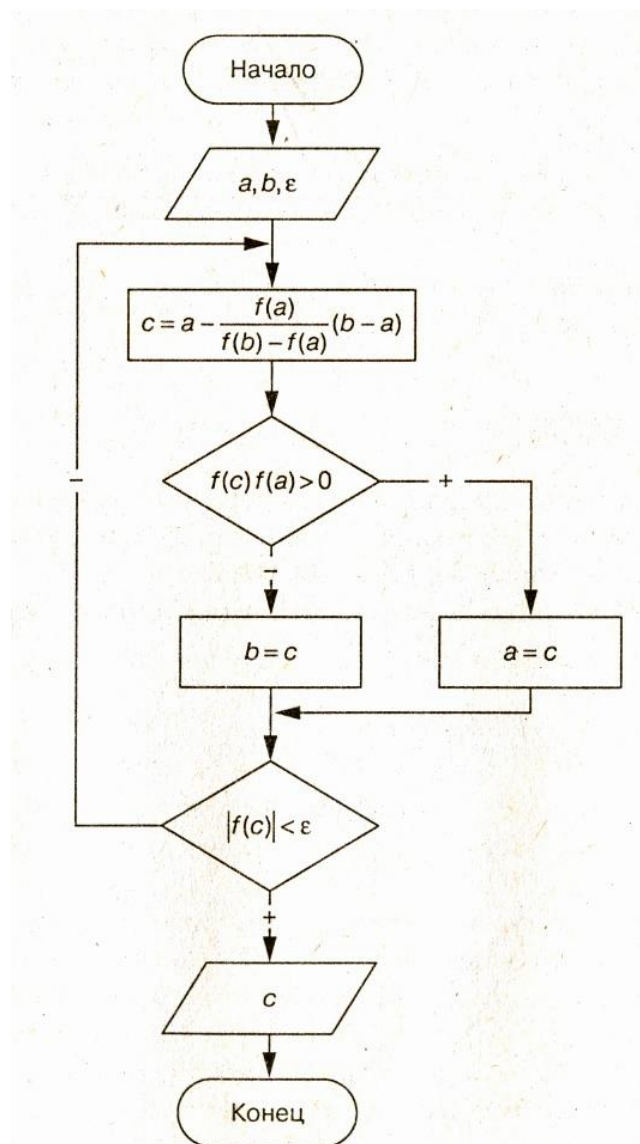 Начало
a, b, ε
c = a - f(a) / f(b) - f(a) (b - a)
f(c) f(a) > 0
+
-
-
b = c
a = c
|f(c)| < ε
+
c
Конец